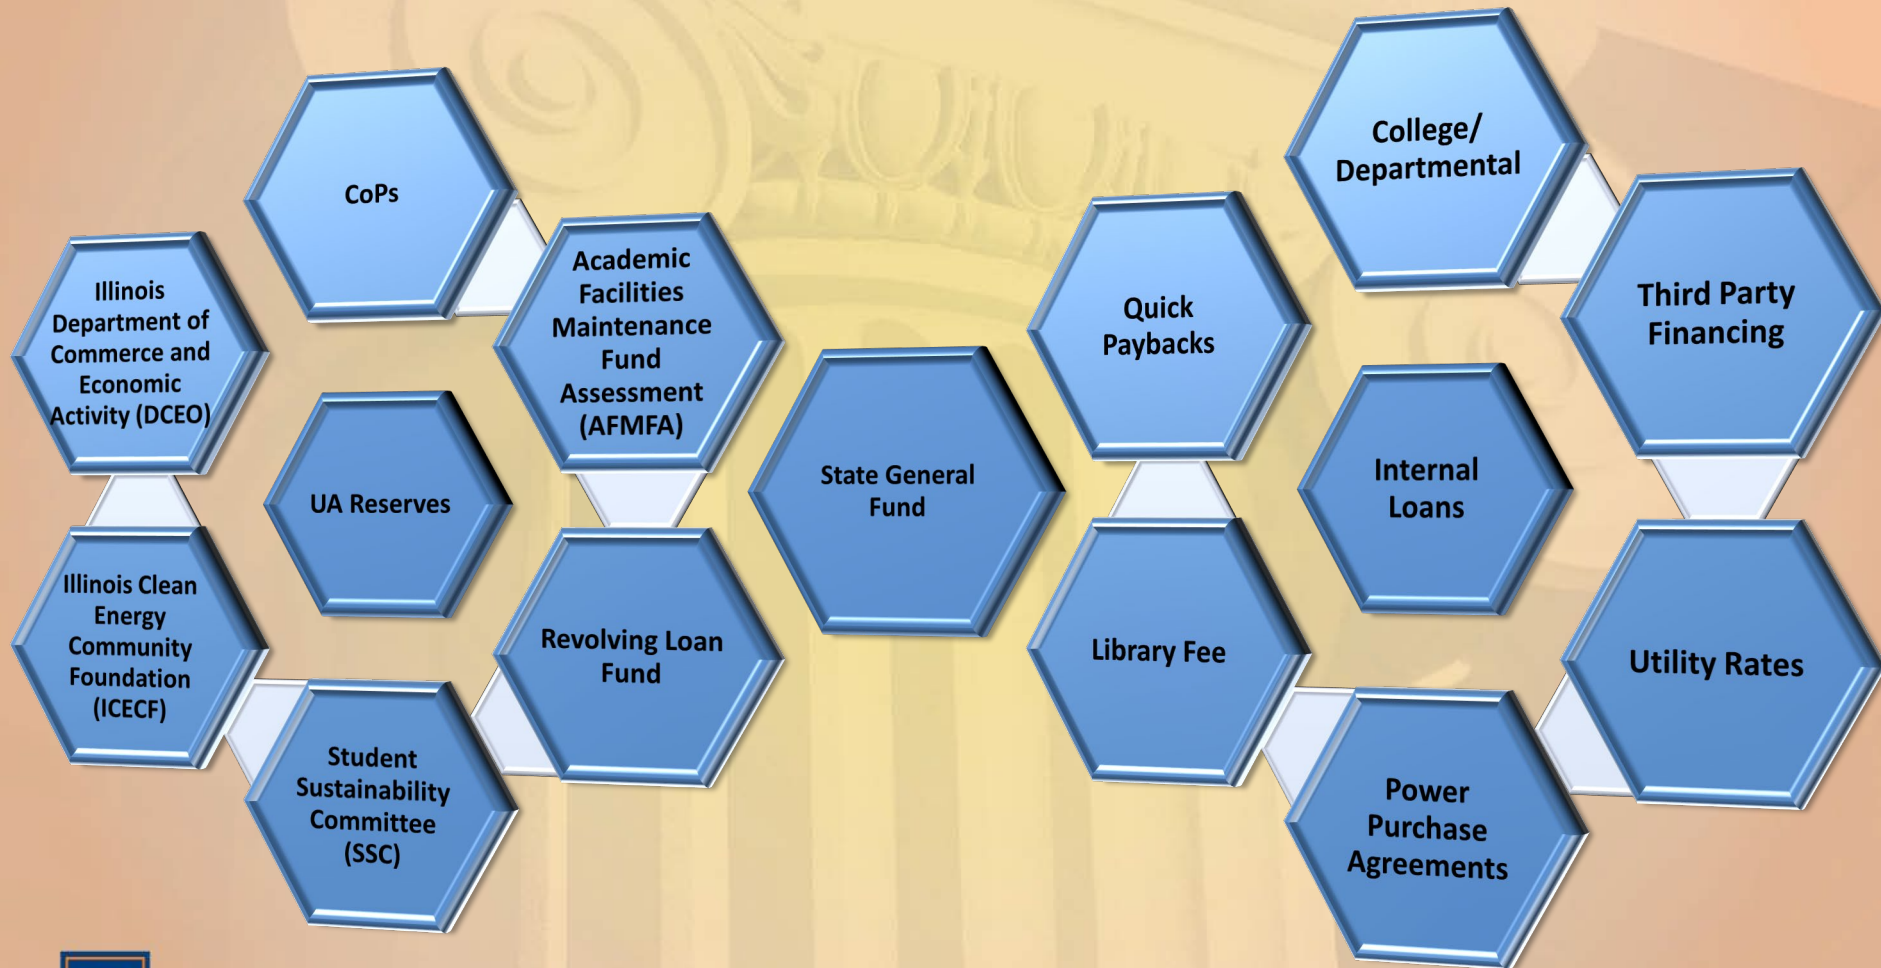 CoPs
Illinois
Department of
Commerce and
Economic
Activity (DCEO)
Academic
Facilities
Maintenance
Fund
Assessment
(AFMFA)
UA Reserves
Illinois Clean
Energy
Community
Foundation
(ICECF)
Student
Sustainability
Committee
(SSC)
Revolving Loan
Fund
State General
Fund
College/
Departmental
Quick
Paybacks
Third Party
Financing
Internal
Loans
Library Fee
Utility Rates
Power
Purchase
Agreements